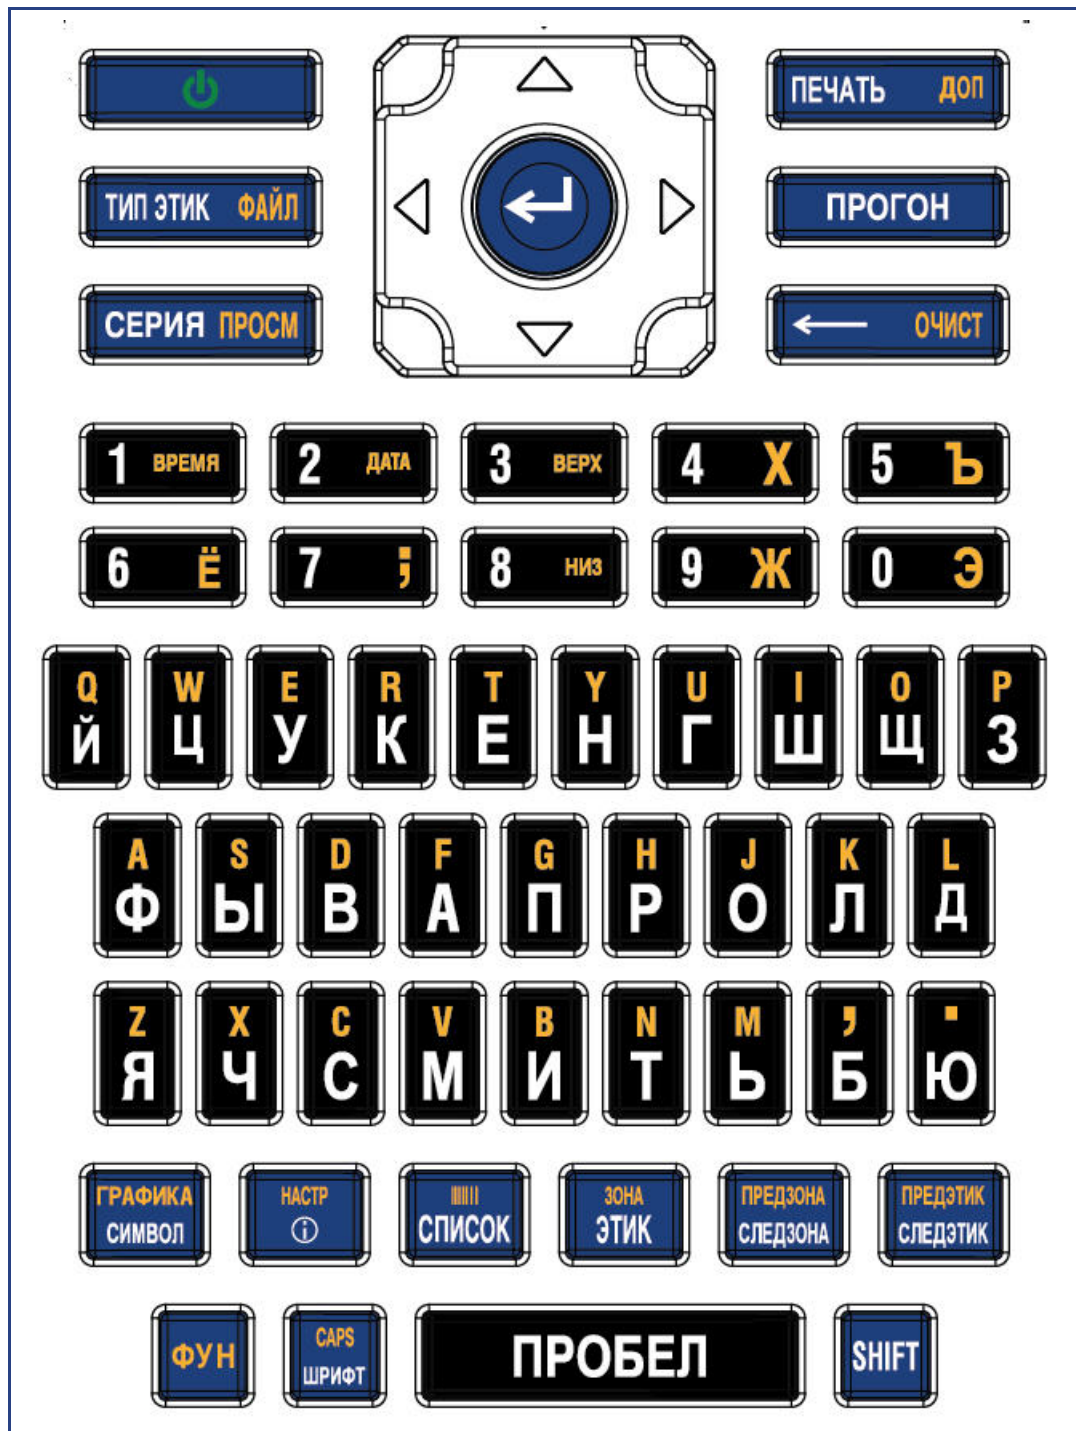 ПЕЧАТЬ ДОП
ТИП ЭТИК ФАЙЛ
ПРОГОН
СЕРИЯ ПРОСМ
ОЧИСТ
1 ВРЕМЯ 2 ДАТА 3 ВЕРХ 4 Х 5 Ъ
6 Ё 7 ; 8 НИЗ 9 Ж 0 Э
Q W E R T Y U I O P
Й Ц У К Е Н Г Ш Щ З
A S D F G H J K L
Ф Ы В А П Р О Л Д
Z X C V B N M , .
Я Ч С М И Т Ь Б Ю
ГРАФИКА НАСТР ЗОНА ПРЕДЗОНА ПРЕДЭТИК
СИМВОЛ СПИСОК ЭТИК СЛЕДЗОНА СЛЕДЭТИК
ФУН CAPS ПРОБЕЛ SHIFT
ШРИФТ